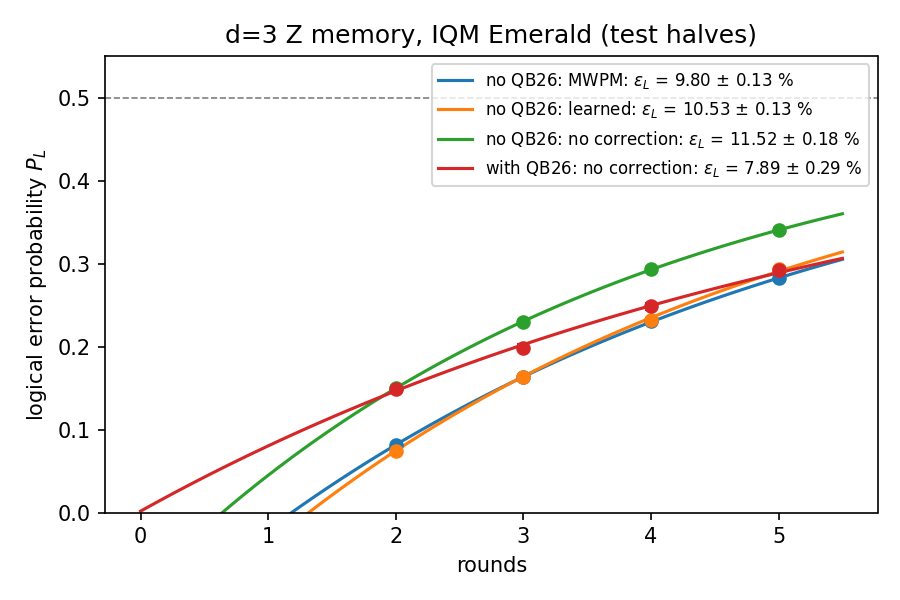 d=3 Z memory, IQM Emerald (test halves)
no QB26: MWPM: ε_L = 9.80 ± 0.13 %
no QB26: learned: ε_L = 10.53 ± 0.13 %
no QB26: no correction: ε_L = 11.52 ± 0.18 %
with QB26: no correction: ε_L = 7.89 ± 0.29 %
logical error probability P_L
0.5
0.4
0.3
0.2
0.1
0.0
0 1 2 3 4 5
rounds